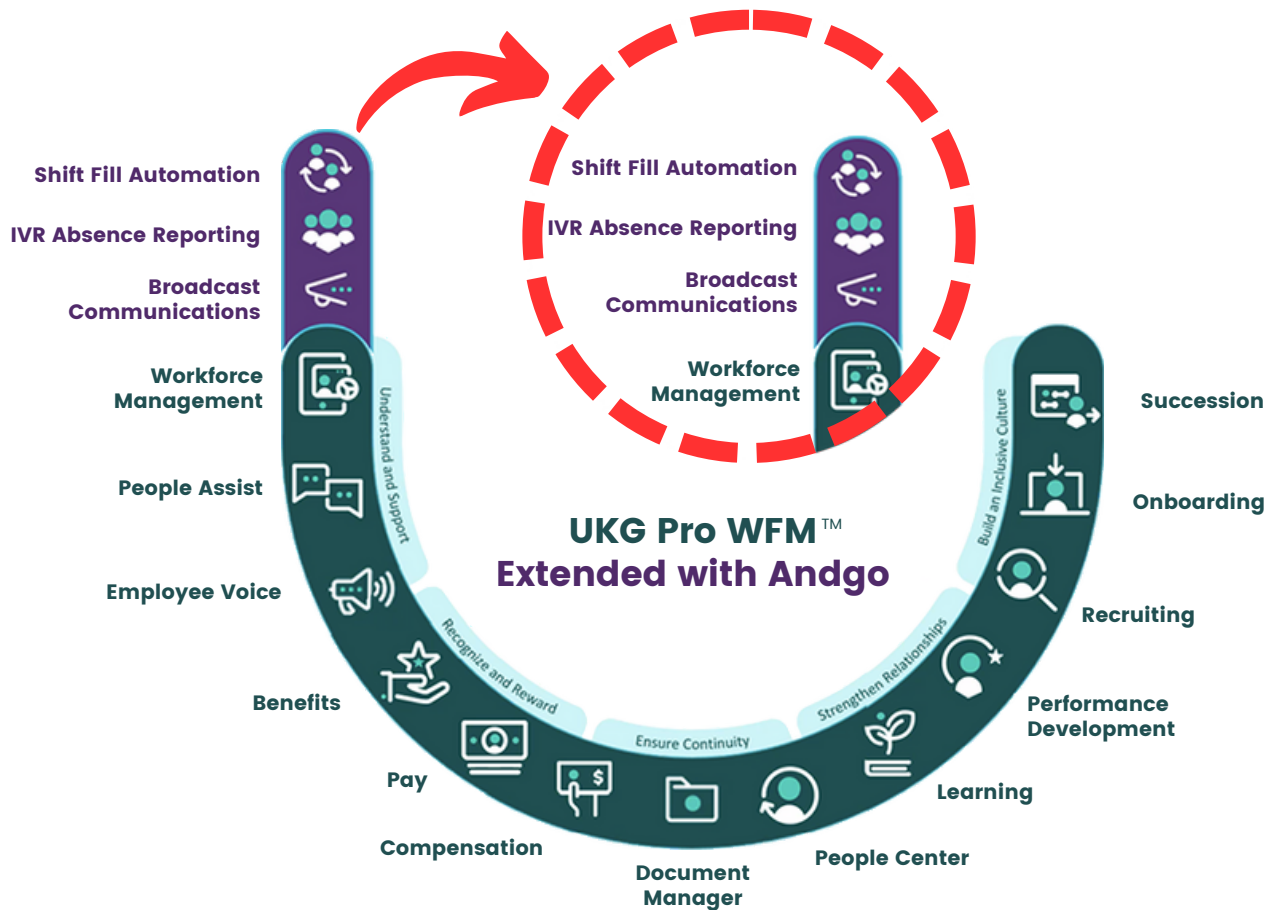 Shift Fill Automation
IVR Absence Reporting
Broadcast
Communications
Workforce
Management
People Assist
Employee Voice
Benefits
Pay
Compensation
Document
Manager
People Center
Learning
Performance
Development
Recruiting
Onboarding
Succession
Understand and Support
Recognize and Reward
Ensure Continuity
Strengthen Relationships
Build an Inclusive Culture
Shift Fill Automation
IVR Absence Reporting
Broadcast
Communications
Workforce
Management
UKG Pro WFM™
Extended with Andgo
$